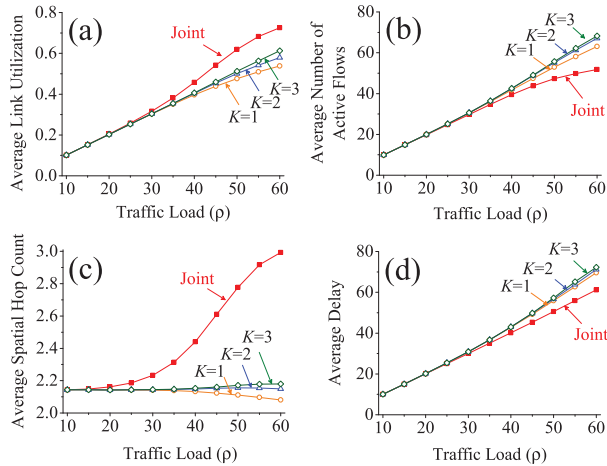 (a)
Average Link Utilization
0.8
0.6
0.4
0.2
0.0
Joint
K=3
K=2
K=1
10 20 30 40 50 60
Traffic Load (ρ)
(b)
Average Number of
Active Flows
80
60
40
20
0
K=3
K=2
K=1
Joint
10 20 30 40 50 60
Traffic Load (ρ)
(c)
Average Spatial Hop Count
3.0
2.8
2.6
2.4
2.2
2.0
Joint
K=3
K=2
K=1
10 20 30 40 50 60
Traffic Load (ρ)
(d)
Average Delay
80
60
40
20
0
K=3
K=2
K=1
Joint
10 20 30 40 50 60
Traffic Load (ρ)